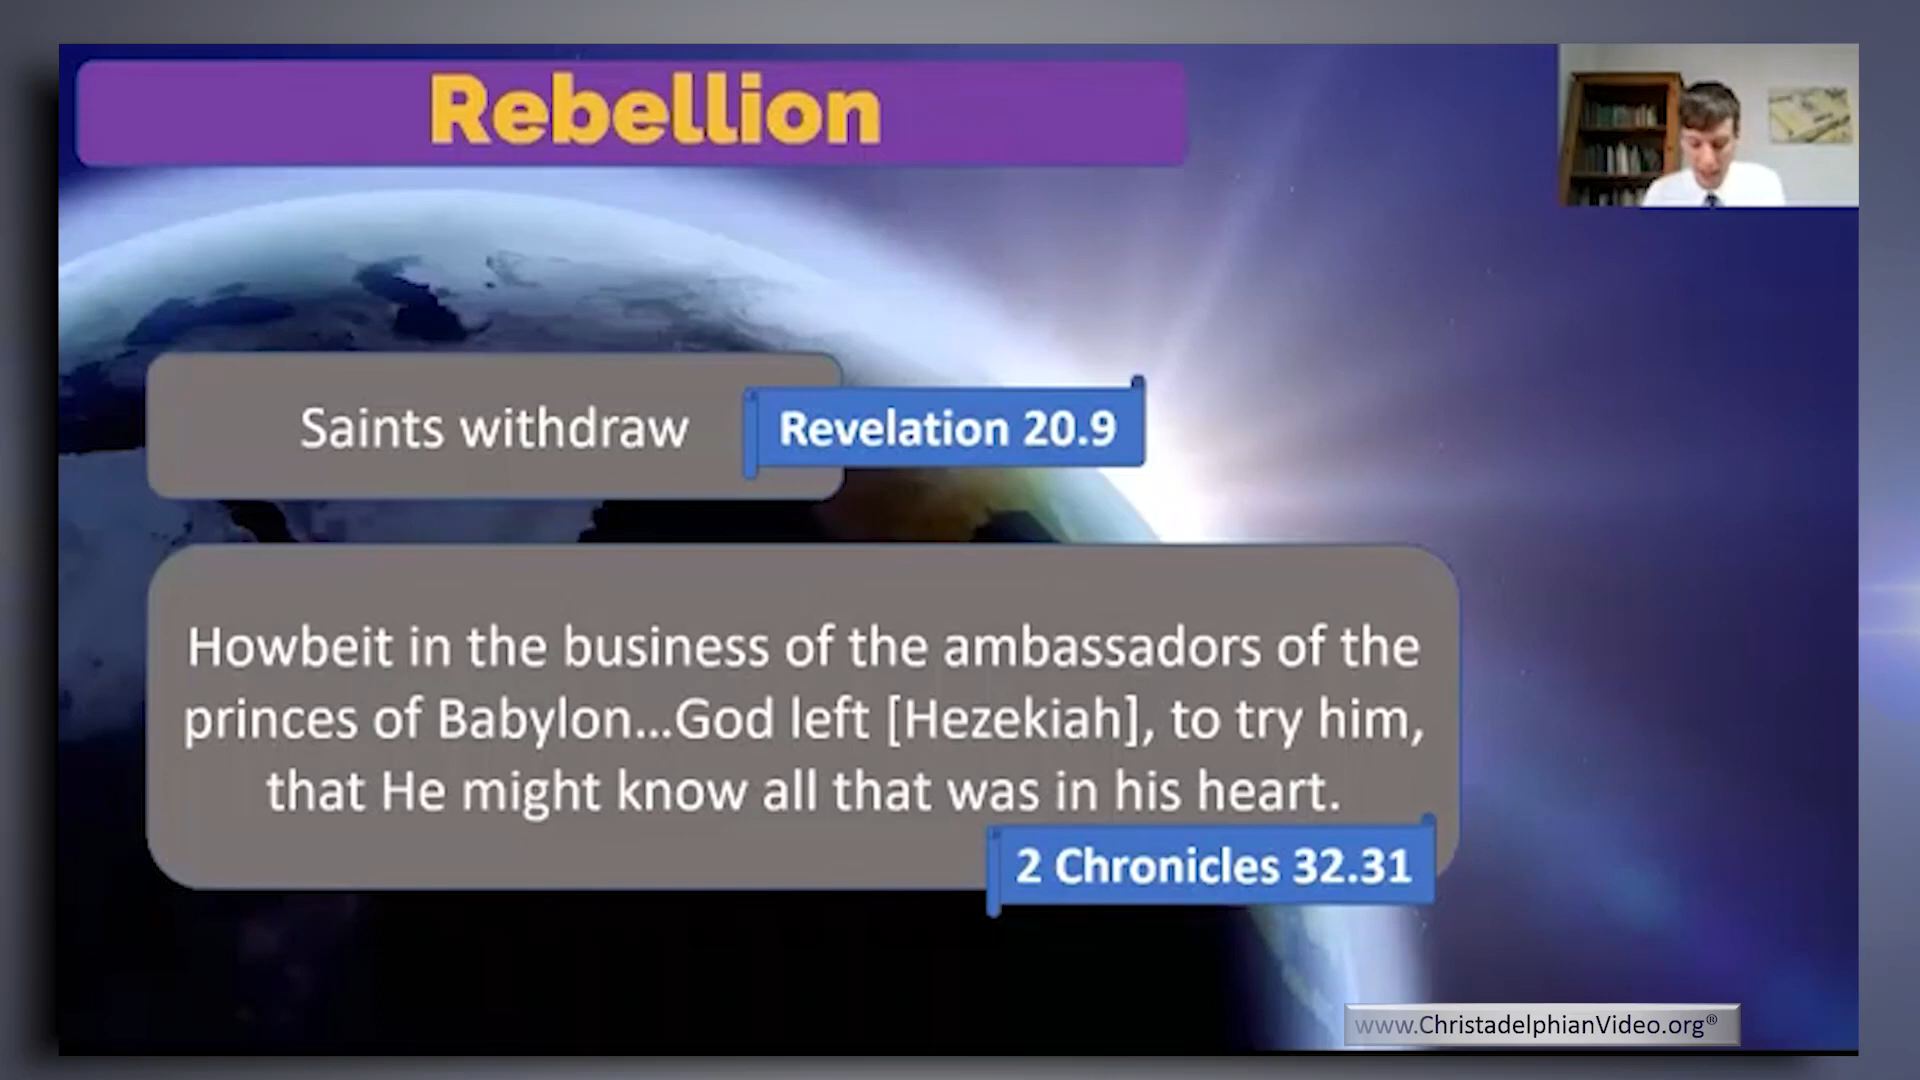 Rebellion
Saints withdraw
Revelation 20.9
Howbeit in the business of the ambassadors of the
princes of Babylon...God left [Hezekiah], to try him,
that He might know all that was in his heart.
2 Chronicles 32.31
www.ChristadelphianVideo.org®